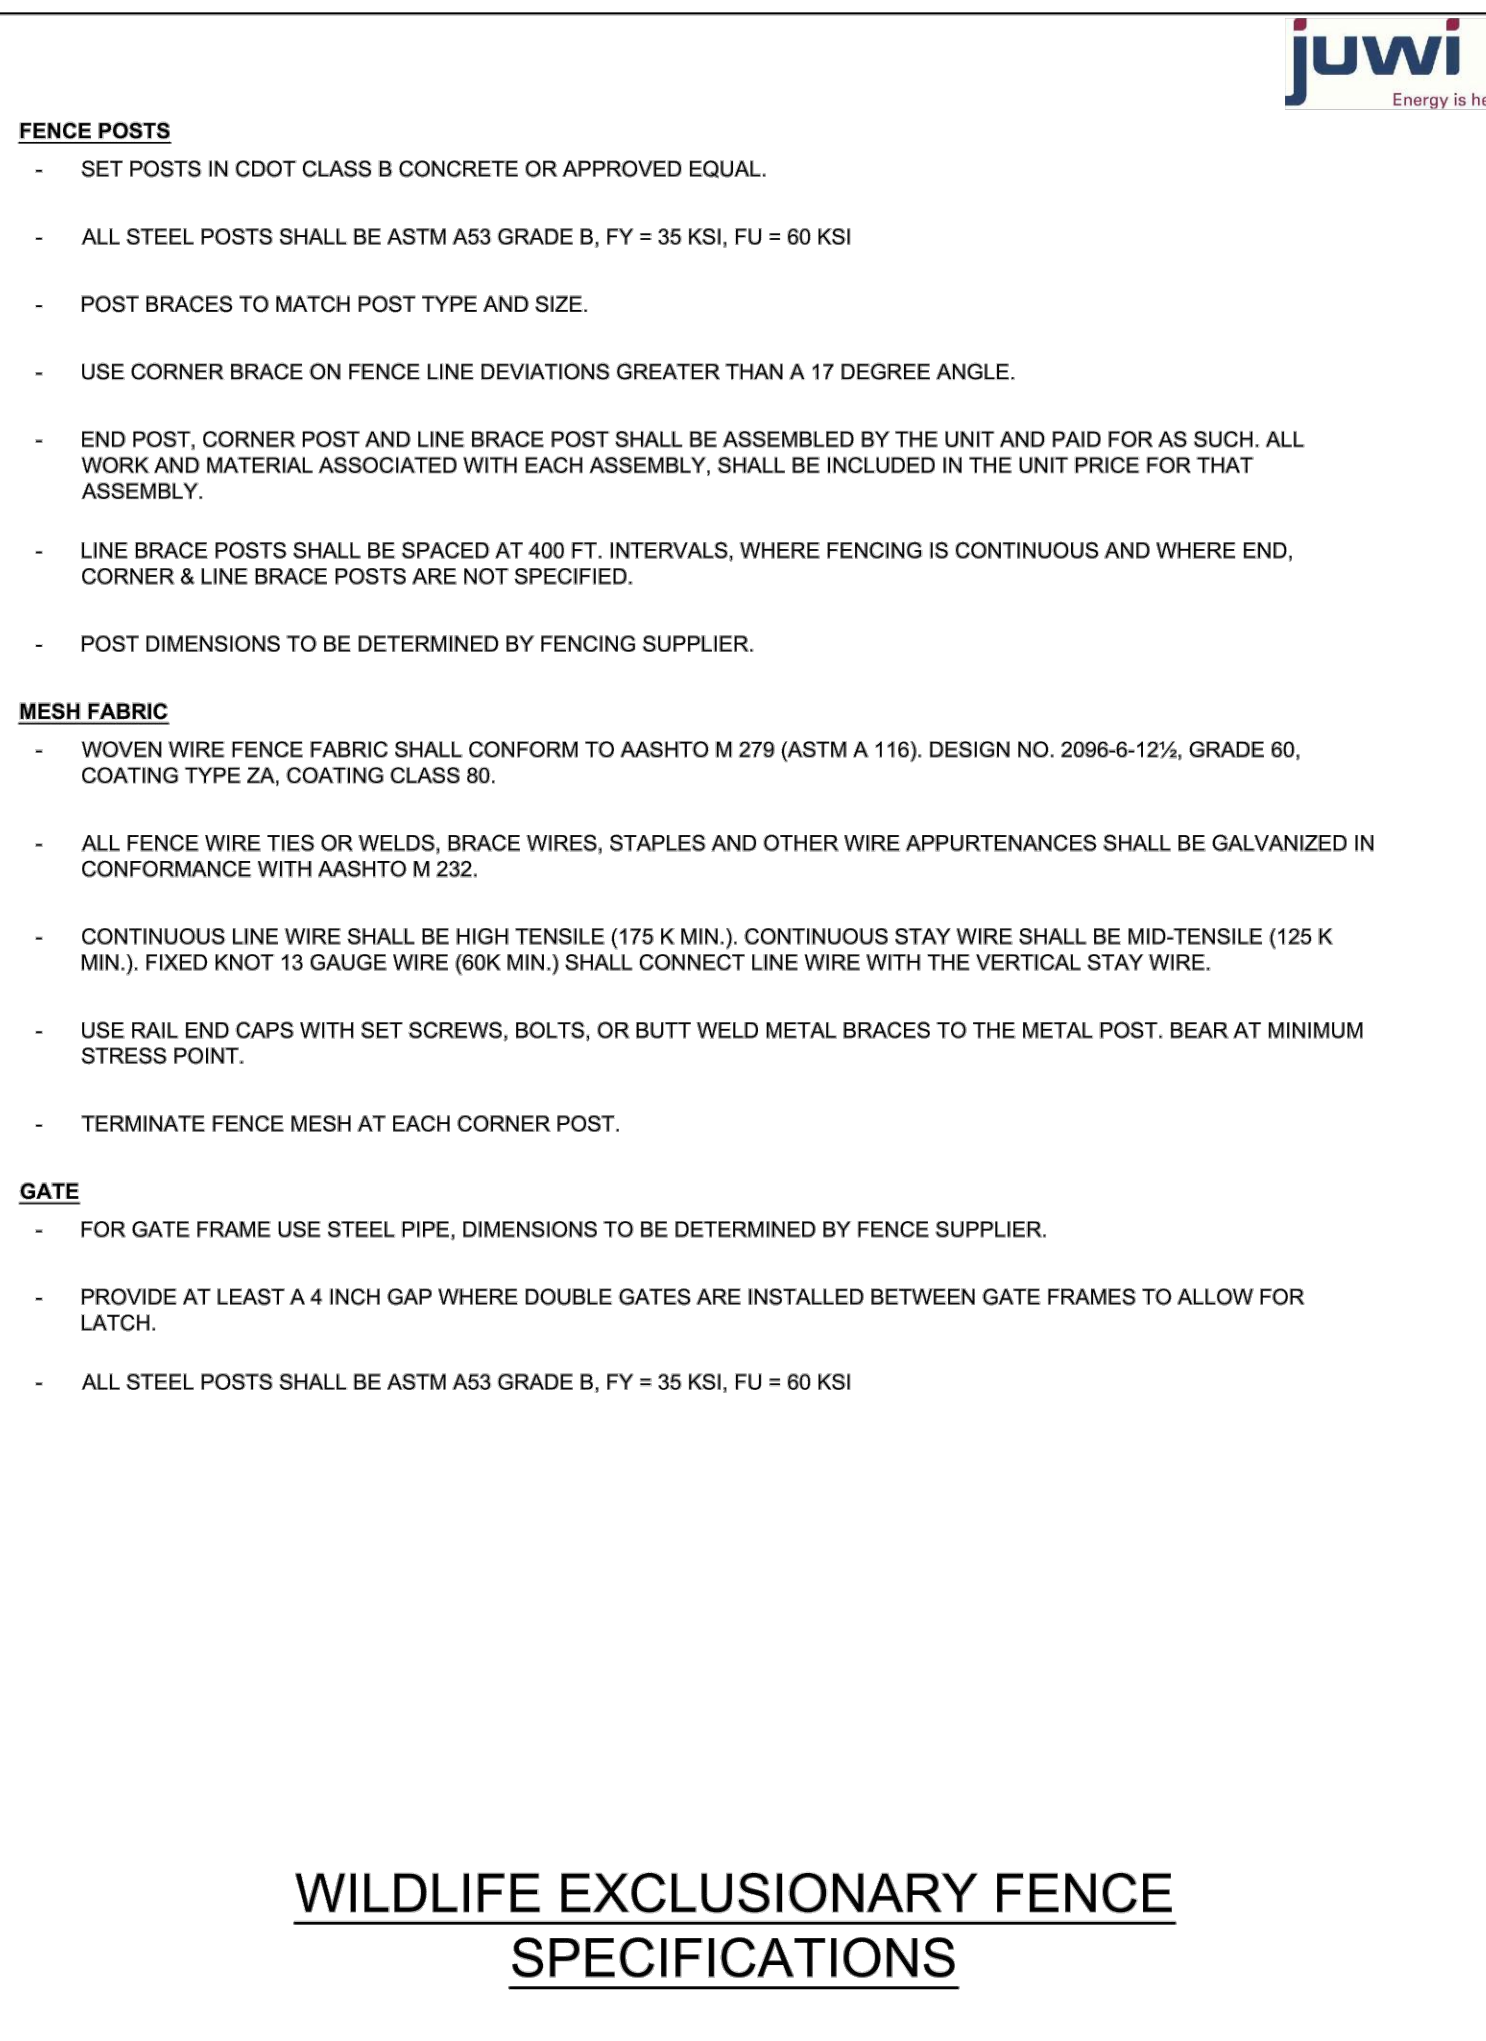 juwi
Energy is he
FENCE POSTS
- SET POSTS IN CDOT CLASS B CONCRETE OR APPROVED EQUAL.
- ALL STEEL POSTS SHALL BE ASTM A53 GRADE B, FY = 35 KSI, FU = 60 KSI
- POST BRACES TO MATCH POST TYPE AND SIZE.
- USE CORNER BRACE ON FENCE LINE DEVIATIONS GREATER THAN A 17 DEGREE ANGLE.
- END POST, CORNER POST AND LINE BRACE POST SHALL BE ASSEMBLED BY THE UNIT AND PAID FOR AS SUCH. ALL
WORK AND MATERIAL ASSOCIATED WITH EACH ASSEMBLY, SHALL BE INCLUDED IN THE UNIT PRICE FOR THAT
ASSEMBLY.
- LINE BRACE POSTS SHALL BE SPACED AT 400 FT. INTERVALS, WHERE FENCING IS CONTINUOUS AND WHERE END,
CORNER & LINE BRACE POSTS ARE NOT SPECIFIED.
- POST DIMENSIONS TO BE DETERMINED BY FENCING SUPPLIER.
MESH FABRIC
- WOVEN WIRE FENCE FABRIC SHALL CONFORM TO AASHTO M 279 (ASTM A 116). DESIGN NO. 2096-6-12½, GRADE 60,
COATING TYPE ZA, COATING CLASS 80.
- ALL FENCE WIRE TIES OR WELDS, BRACE WIRES, STAPLES AND OTHER WIRE APPURTENANCES SHALL BE GALVANIZED IN
CONFORMANCE WITH AASHTO M 232.
- CONTINUOUS LINE WIRE SHALL BE HIGH TENSILE (175 K MIN.). CONTINUOUS STAY WIRE SHALL BE MID-TENSILE (125 K
MIN.). FIXED KNOT 13 GAUGE WIRE (60K MIN.) SHALL CONNECT LINE WIRE WITH THE VERTICAL STAY WIRE.
- USE RAIL END CAPS WITH SET SCREWS, BOLTS, OR BUTT WELD METAL BRACES TO THE METAL POST. BEAR AT MINIMUM
STRESS POINT.
- TERMINATE FENCE MESH AT EACH CORNER POST.
GATE
- FOR GATE FRAME USE STEEL PIPE, DIMENSIONS TO BE DETERMINED BY FENCE SUPPLIER.
- PROVIDE AT LEAST A 4 INCH GAP WHERE DOUBLE GATES ARE INSTALLED BETWEEN GATE FRAMES TO ALLOW FOR
LATCH.
- ALL STEEL POSTS SHALL BE ASTM A53 GRADE B, FY = 35 KSI, FU = 60 KSI
WILDLIFE EXCLUSIONARY FENCE
SPECIFICATIONS